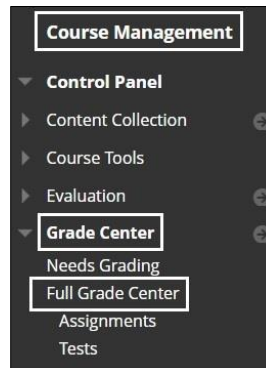 Course Management
Control Panel
Content Collection
Course Tools
Evaluation
Grade Center
Needs Grading
Full Grade Center
Assignments
Tests